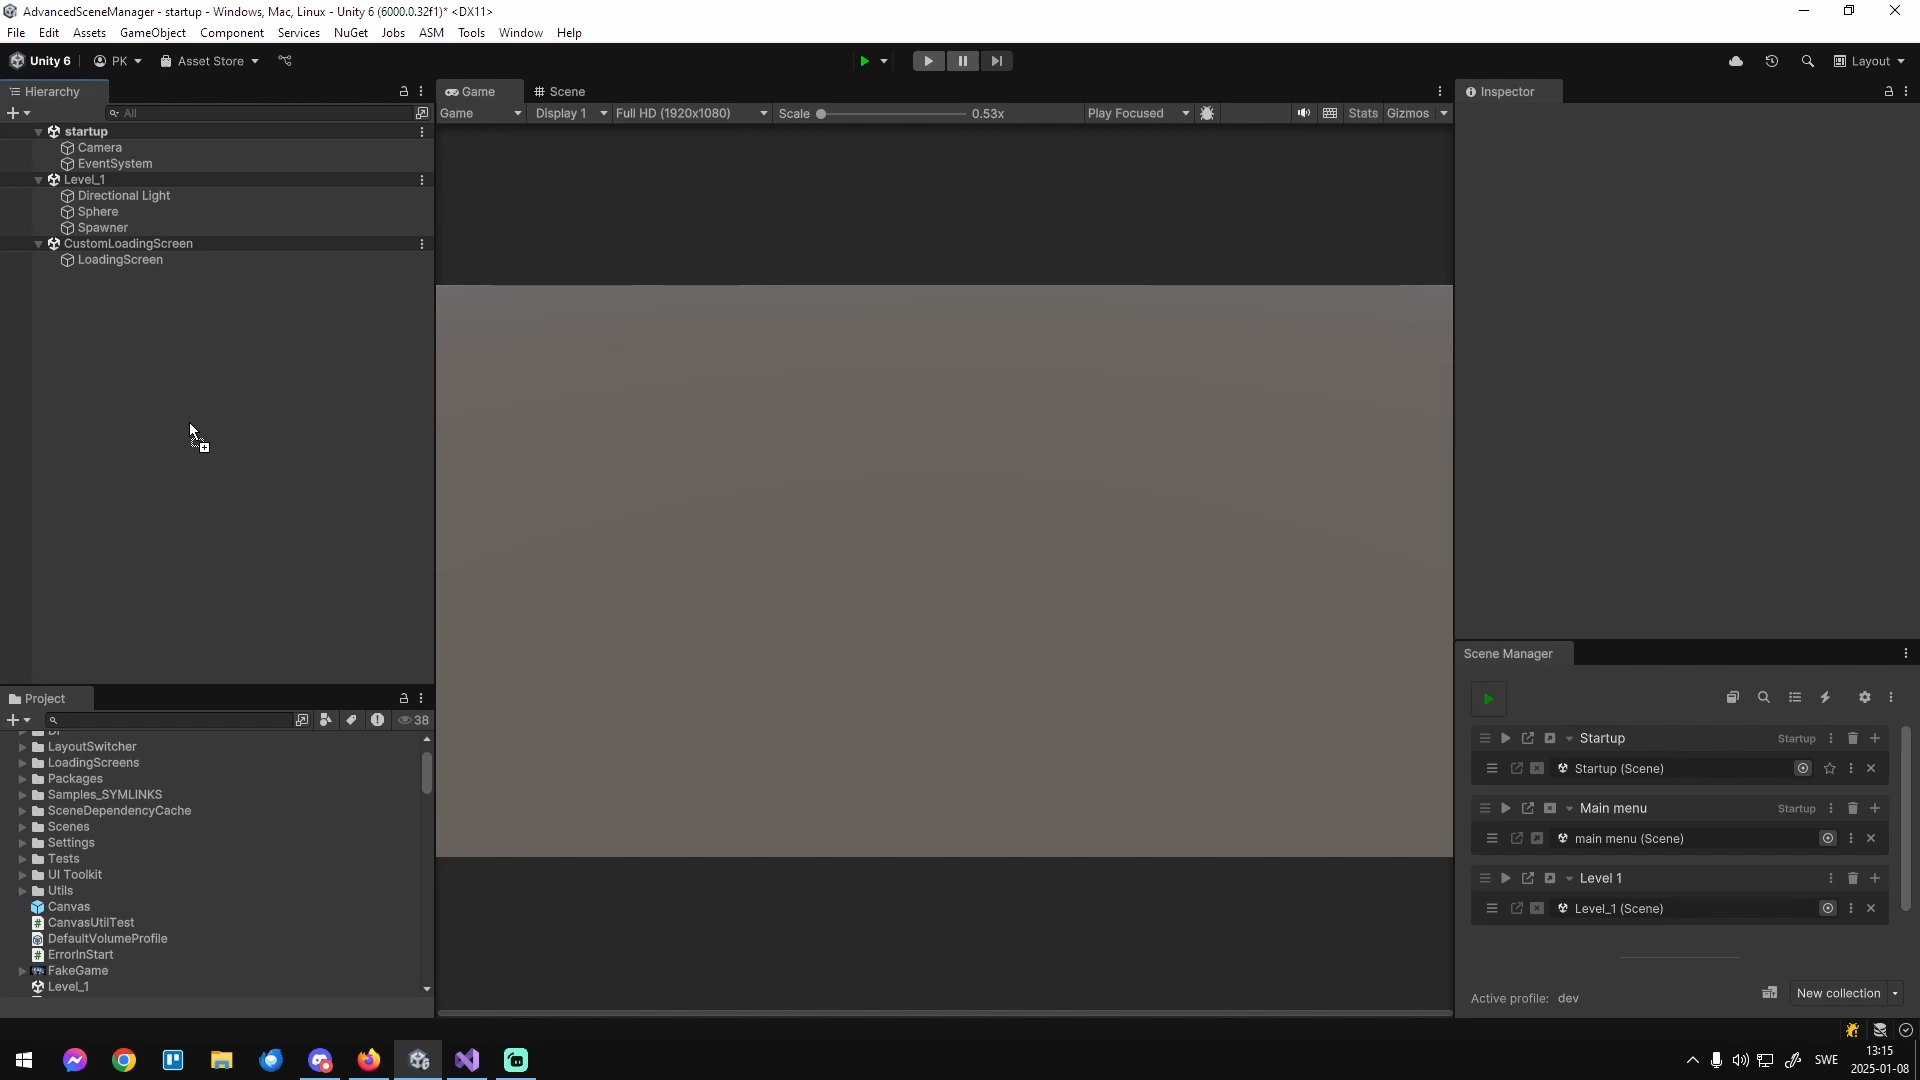 AdvancedSceneManager - startup - Windows, Mac, Linux - Unity 6 (6000.0.32f1)* <DX11>
File Edit Assets GameObject Component Services NuGet Jobs ASM Tools Window Help
Unity 6 PK Asset Store Layout
Hierarchy
All
startup
Camera
EventSystem
Level_1
Directional Light
Sphere
Spawner
CustomLoadingScreen
LoadingScreen
Game Scene
Game Display 1 Full HD (1920x1080) Scale 0.53x Play Focused Stats Gizmos
Inspector
Project
38
LayoutSwitcher
LoadingScreens
Packages
Samples_SYMLINKS
SceneDependencyCache
Scenes
Settings
Tests
UI Toolkit
Utils
Canvas
CanvasUtilTest
DefaultVolumeProfile
ErrorInStart
FakeGame
Level_1
Scene Manager
Startup Startup
Startup (Scene)
Main menu Startup
main menu (Scene)
Level 1
Level_1 (Scene)
Active profile: dev New collection
SWE
13:15
2025-01-08